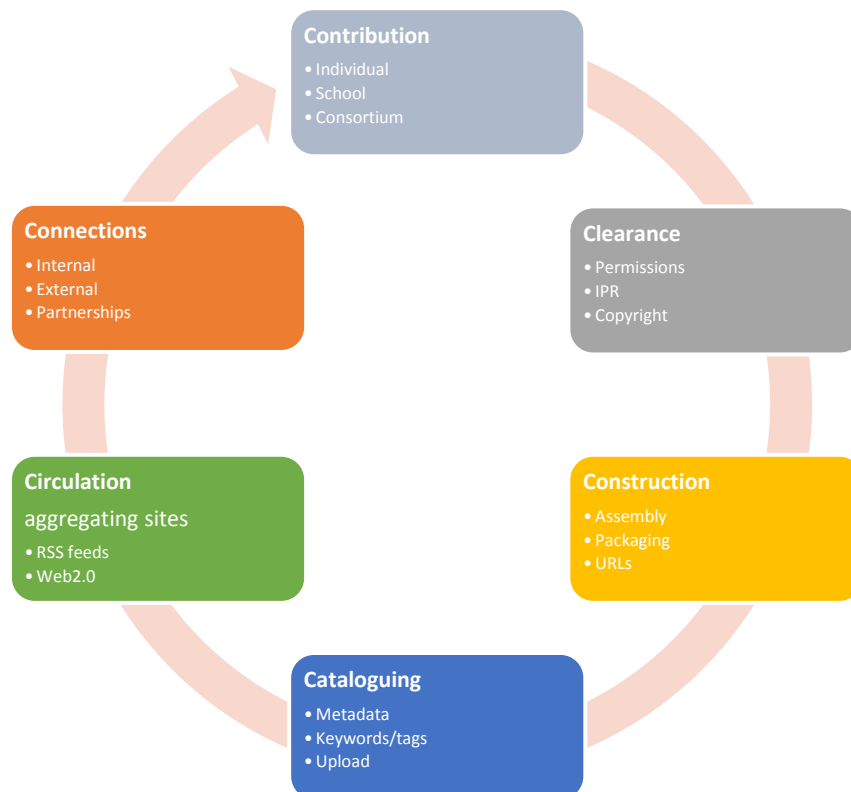 Contribution
• Individual
• School
• Consortium
Clearance
• Permissions
• IPR
• Copyright
Construction
• Assembly
• Packaging
• URLs
Cataloguing
• Metadata
• Keywords/tags
• Upload
Circulation
aggregating sites
• RSS feeds
• Web2.0
Connections
• Internal
• External
• Partnerships